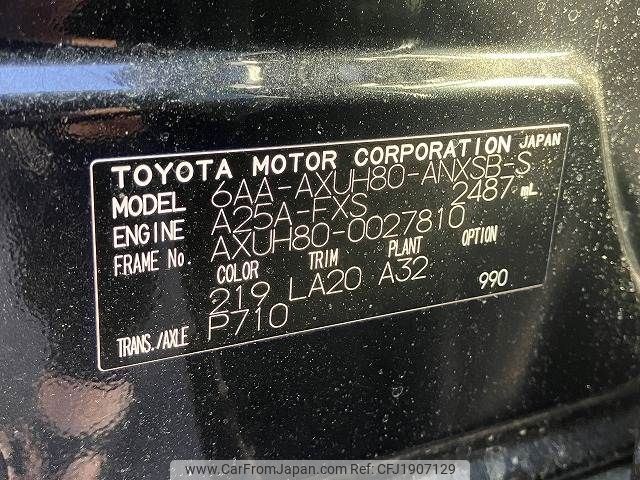 TOYOTA MOTOR CORPORATION JAPAN
MODEL 6AA-AXUH80-ANXSB-S
ENGINE A25A-FXS 2487 mL
FRAME No AXUH80-0027810
COLOR TRIM PLANT OPTION
219 LA20 A32 990
TRANS./AXLE P710
www.CarFromJapan.com | Ref. No: CFJ1907129